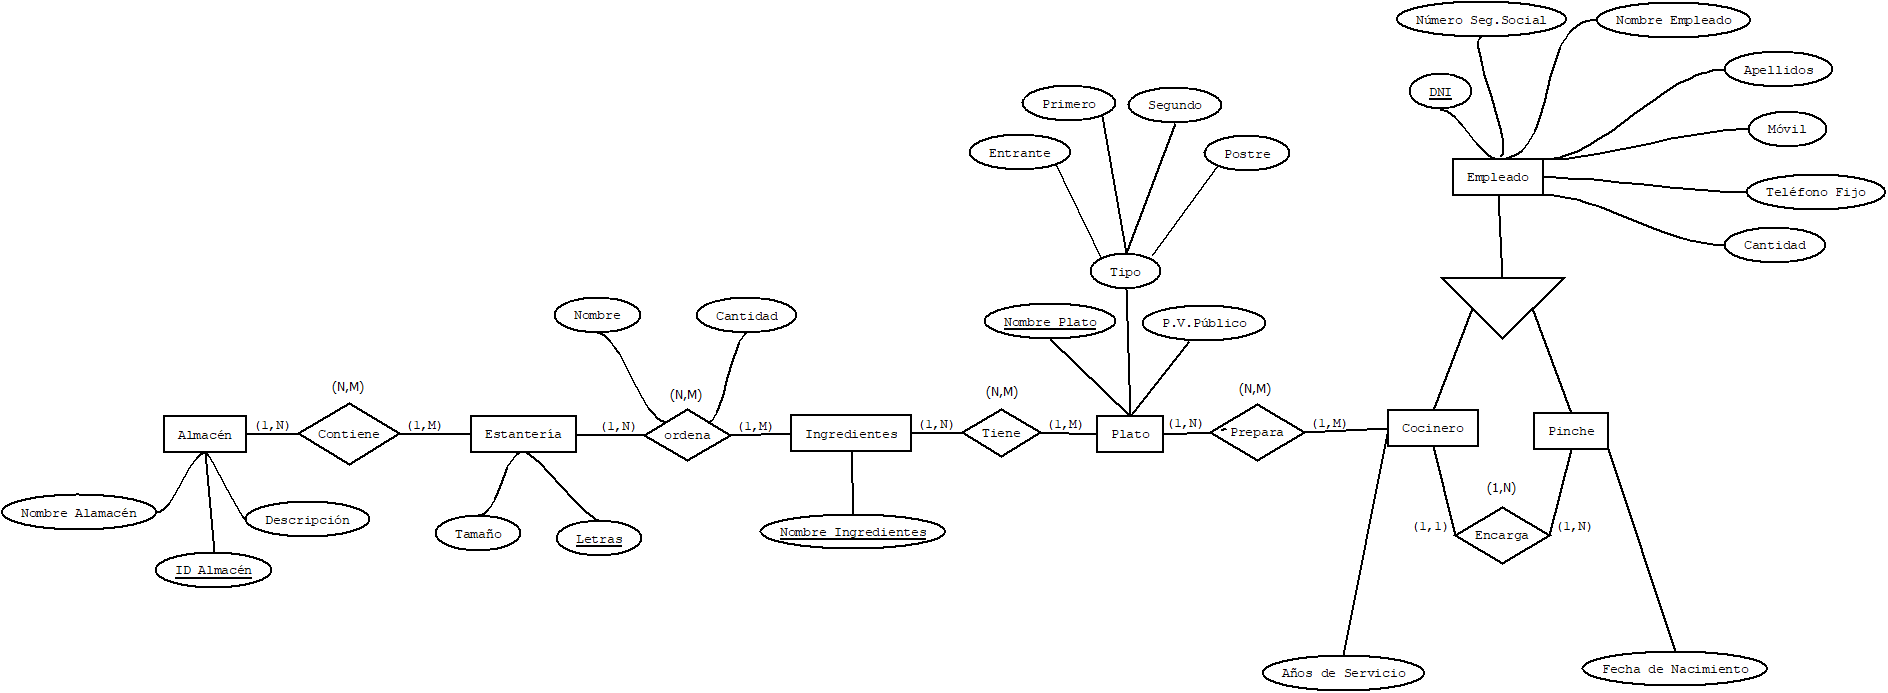 Número Seg.Social
Nombre Empleado
Apellidos
DNI
Primero
Segundo
Móvil
Entrante
Postre
Empleado
Teléfono Fijo
Cantidad
Tipo
Nombre
Cantidad
Nombre Plato
P.V.Público
(N,M)
(N,M)
(N,M)
(N,M)
Almacén
(1,N)
Contiene
(1,M)
Estantería
(1,N)
ordena
(1,M)
Ingredientes
(1,N)
Tiene
(1,M)
Plato
(1,N)
Prepara
(1,M)
Cocinero
Pinche
(1,N)
Nombre Alamacén
Descripción
Tamaño
Letras
Nombre Ingredientes
(1,1)
Encarga
(1,N)
ID Almacén
Años de Servicio
Fecha de Nacimiento